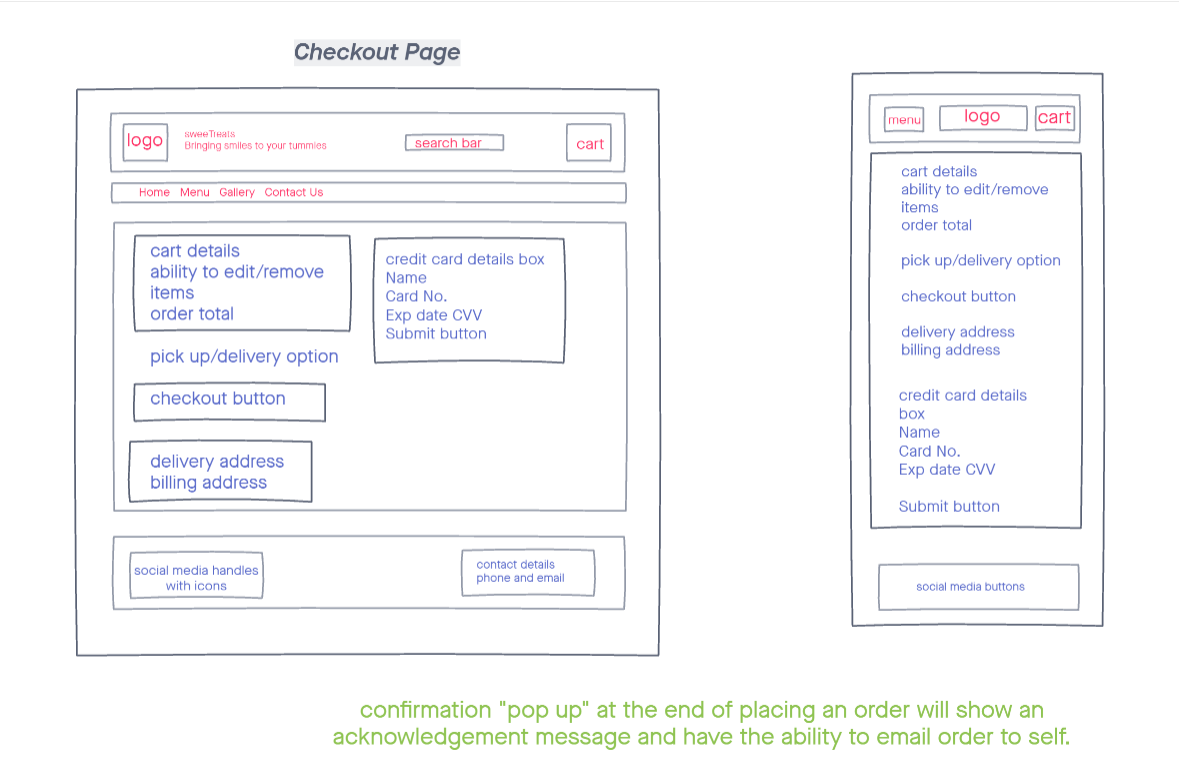 Checkout Page
logo
sweeTreats
Bringing smiles to your tummies
search bar
cart
Home Menu Gallery Contact Us
cart details
ability to edit/remove
items
order total
pick up/delivery option
checkout button
delivery address
billing address
credit card details box
Name
Card No.
Exp date CVV
Submit button
social media handles
with icons
contact details
phone and email
menu
logo
cart
cart details
ability to edit/remove
items
order total
pick up/delivery option
checkout button
delivery address
billing address
credit card details
box
Name
Card No.
Exp date CVV
Submit button
social media buttons
confirmation "pop up" at the end of placing an order will show an
acknowledgement message and have the ability to email order to self.